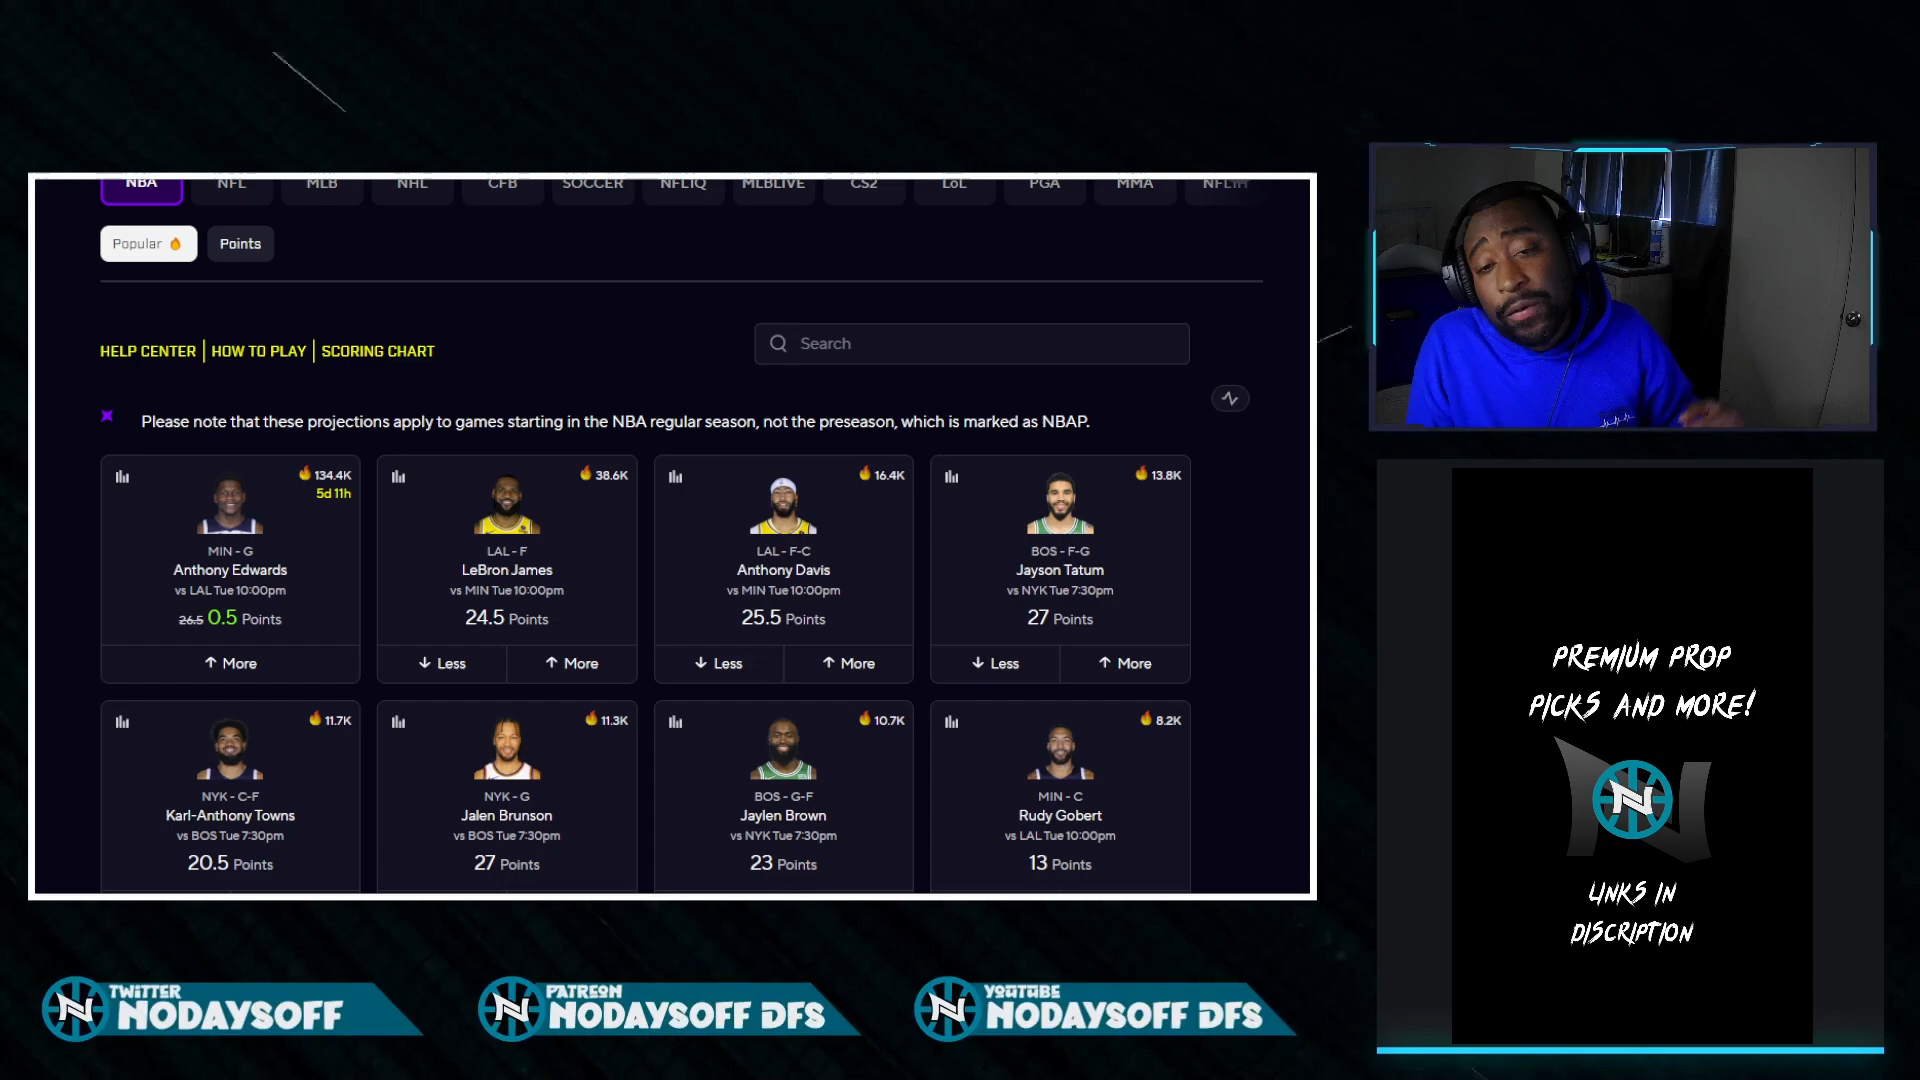 NBA NFL MLB NHL CFB SOCCER NFL1Q MLBLIVE CS2 LoL PGA MMA NFL1H
Popular Points
HELP CENTER | HOW TO PLAY | SCORING CHART
Search
Please note that these projections apply to games starting in the NBA regular season, not the preseason, which is marked as NBAP.
134.4K
5d 11h
MIN - G
Anthony Edwards
vs LAL Tue 10:00pm
26.5 0.5 Points
More
38.6K
LAL - F
LeBron James
vs MIN Tue 10:00pm
24.5 Points
Less More
16.4K
LAL - F-C
Anthony Davis
vs MIN Tue 10:00pm
25.5 Points
Less More
13.8K
BOS - F-G
Jayson Tatum
vs NYK Tue 7:30pm
27 Points
Less More
11.7K
NYK - C-F
Karl-Anthony Towns
vs BOS Tue 7:30pm
20.5 Points
11.3K
NYK - G
Jalen Brunson
vs BOS Tue 7:30pm
27 Points
10.7K
BOS - G-F
Jaylen Brown
vs NYK Tue 7:30pm
23 Points
8.2K
MIN - C
Rudy Gobert
vs LAL Tue 10:00pm
13 Points
PREMIUM PROP
PICKS AND MORE!
N
LINKS IN
DISCRIPTION
N TWITTER
NODAYSOFF
N PATREON
NODAYSOFF DFS
N YOUTUBE
NODAYSOFF DFS